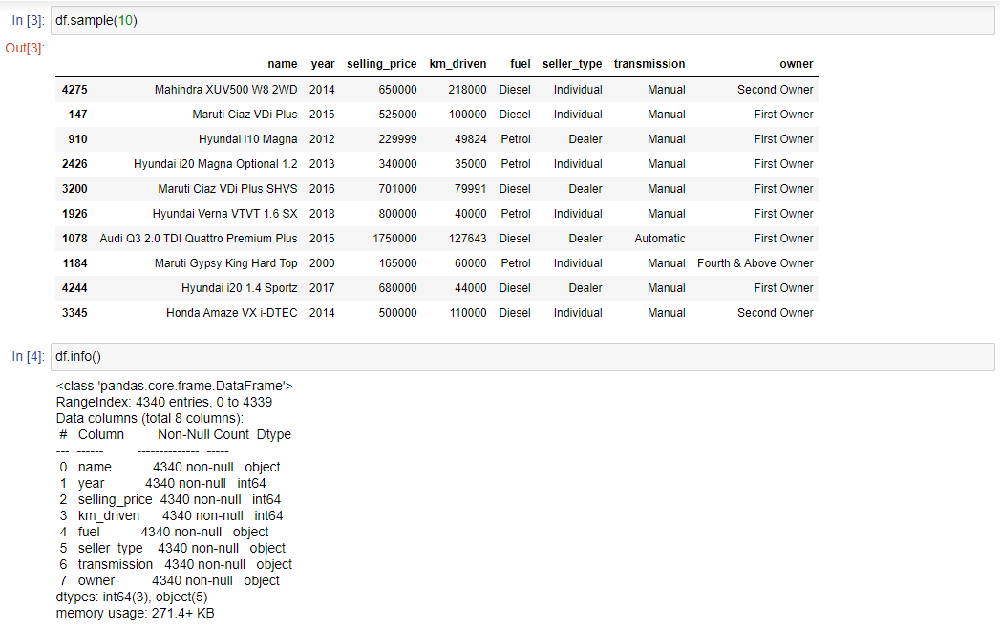 In [3]: df.sample(10)
Out[3]:
name year selling_price km_driven fuel seller_type transmission owner
4275 Mahindra XUV500 W8 2WD 2014 650000 218000 Diesel Individual Manual Second Owner
147 Maruti Ciaz VDi Plus 2015 525000 100000 Diesel Individual Manual First Owner
910 Hyundai i10 Magna 2012 229999 49824 Petrol Dealer Manual First Owner
2426 Hyundai i20 Magna Optional 1.2 2013 340000 35000 Petrol Individual Manual First Owner
3200 Maruti Ciaz VDi Plus SHVS 2016 701000 79991 Diesel Dealer Manual First Owner
1926 Hyundai Verna VTVT 1.6 SX 2018 800000 40000 Petrol Individual Manual First Owner
1078 Audi Q3 2.0 TDI Quattro Premium Plus 2015 1750000 127643 Diesel Dealer Automatic First Owner
1184 Maruti Gypsy King Hard Top 2000 165000 60000 Petrol Individual Manual Fourth & Above Owner
4244 Hyundai i20 1.4 Sportz 2017 680000 44000 Diesel Dealer Manual First Owner
3345 Honda Amaze VX i-DTEC 2014 500000 110000 Diesel Individual Manual Second Owner
In [4]: df.info()
<class 'pandas.core.frame.DataFrame'>
RangeIndex: 4340 entries, 0 to 4339
Data columns (total 8 columns):
# Column Non-Null Count Dtype
--- ------ -------------- -----
0 name 4340 non-null object
1 year 4340 non-null int64
2 selling_price 4340 non-null int64
3 km_driven 4340 non-null int64
4 fuel 4340 non-null object
5 seller_type 4340 non-null object
6 transmission 4340 non-null object
7 owner 4340 non-null object
dtypes: int64(3), object(5)
memory usage: 271.4+ KB